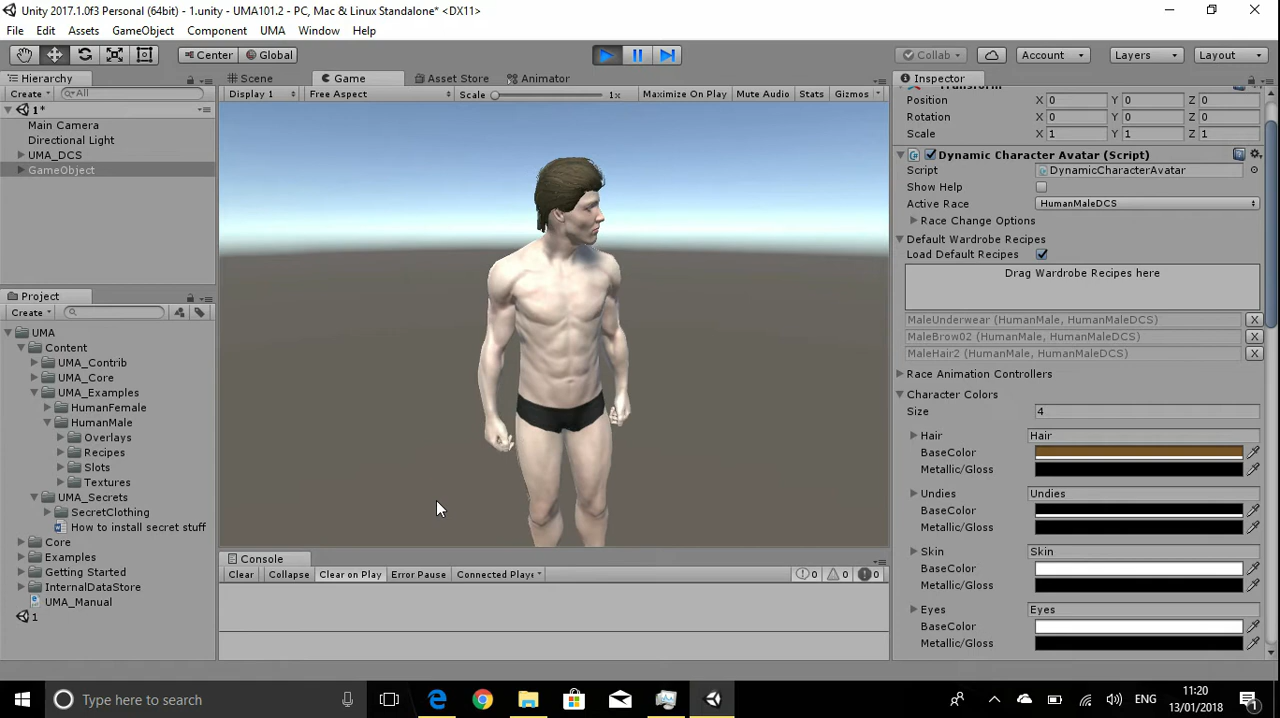 Unity 2017.1.0f3 Personal (64bit) - 1.unity - UMA101.2 - PC, Mac & Linux Standalone* <DX11>
File Edit Assets GameObject Component UMA Window Help
Center Global Collab Account Layers Layout
Hierarchy
Create All
1*
Main Camera
Directional Light
UMA_DCS
GameObject
Project
Create
UMA
Content
UMA_Contrib
UMA_Core
UMA_Examples
HumanFemale
HumanMale
Overlays
Recipes
Slots
Textures
UMA_Secrets
SecretClothing
How to install secret stuff
Core
Examples
Getting Started
InternalDataStore
UMA_Manual
1
Scene Game Asset Store Animator
Display 1 Free Aspect Scale 1x Maximize On Play Mute Audio Stats Gizmos
Console
Clear Collapse Clear on Play Error Pause Connected Playe 0 0 0
Inspector
Transform
Position X 0 Y 0 Z 0
Rotation X 0 Y 0 Z 0
Scale X 1 Y 1 Z 1
Dynamic Character Avatar (Script)
Script DynamicCharacterAvatar
Show Help
Active Race HumanMaleDCS
Race Change Options
Default Wardrobe Recipes
Load Default Recipes
Drag Wardrobe Recipes here
MaleUnderwear (HumanMale, HumanMaleDCS) X
MaleBrow02 (HumanMale, HumanMaleDCS) X
MaleHair2 (HumanMale, HumanMaleDCS) X
Race Animation Controllers
Character Colors
Size 4
Hair Hair
BaseColor
Metallic/Gloss
Undies Undies
BaseColor
Metallic/Gloss
Skin Skin
BaseColor
Metallic/Gloss
Eyes Eyes
BaseColor
Metallic/Gloss
Type here to search
ENG
11:20
13/01/2018
1